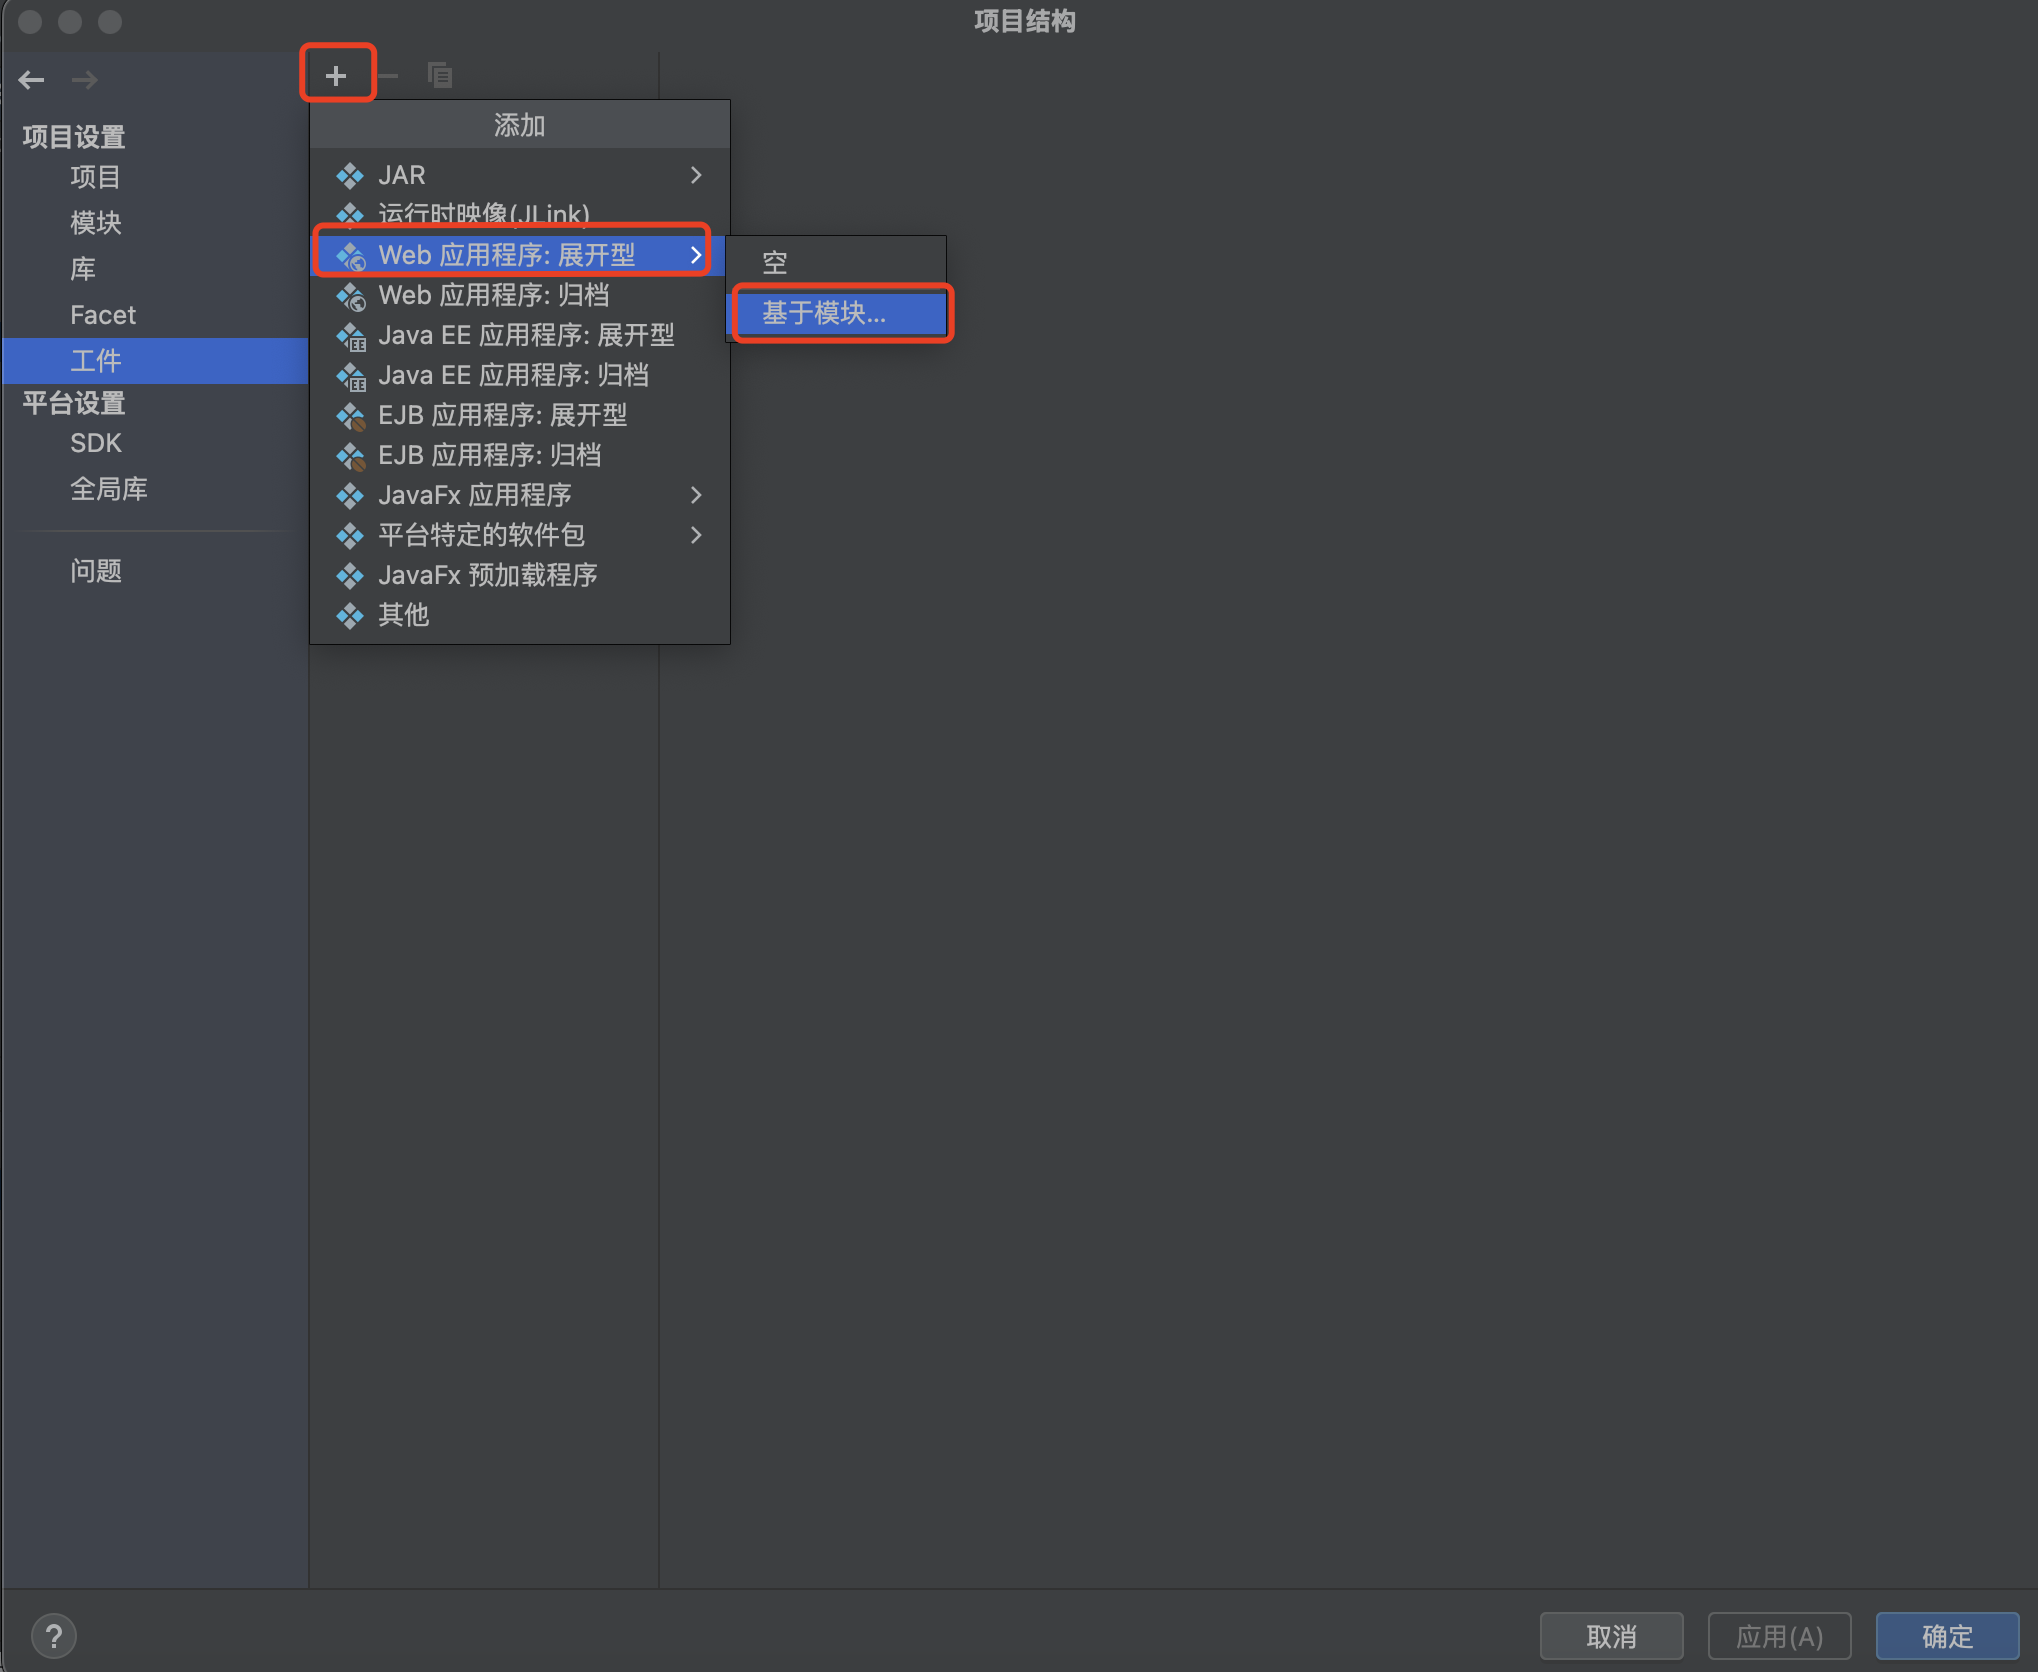 项目结构
项目设置
项目
模块
库
Facet
工件
平台设置
SDK
全局库
问题
添加
JAR
运行时映像(JLink)
Web 应用程序: 展开型
Web 应用程序: 归档
Java EE 应用程序: 展开型
Java EE 应用程序: 归档
EJB 应用程序: 展开型
EJB 应用程序: 归档
JavaFx 应用程序
平台特定的软件包
JavaFx 预加载程序
其他
空
基于模块...
?
取消
应用(A)
确定